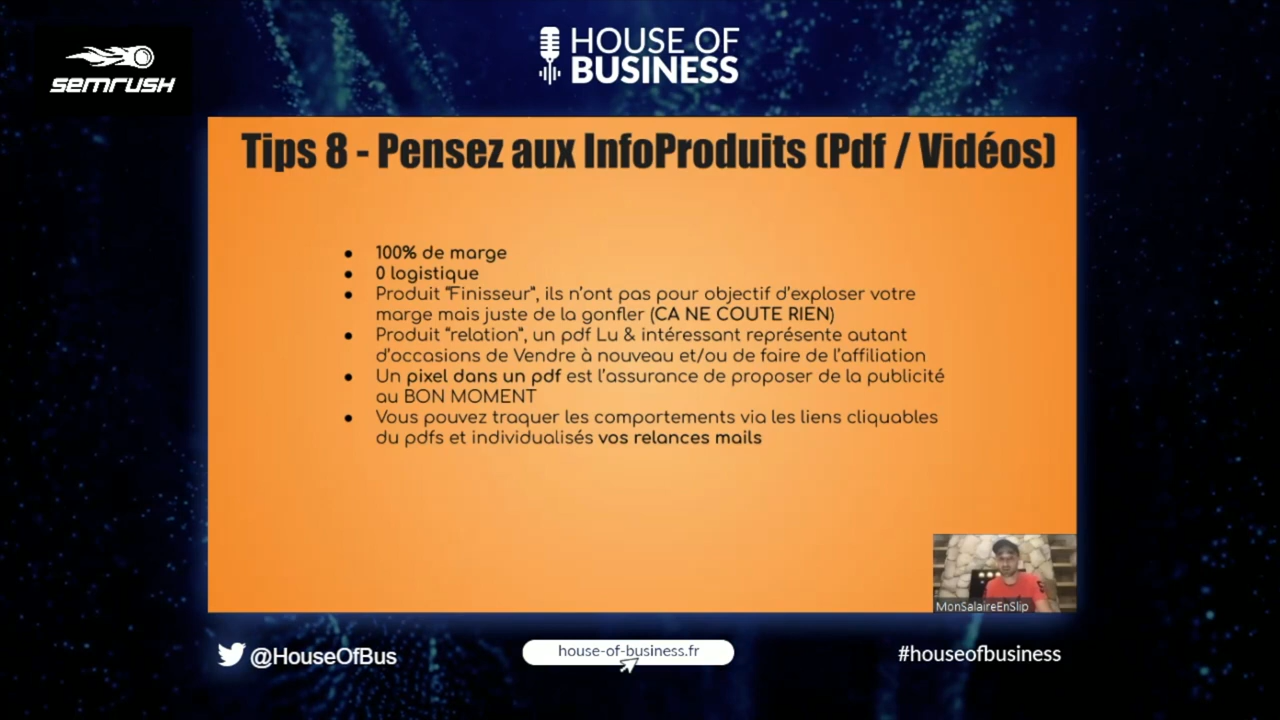 semrush
HOUSE OF
BUSINESS
Tips 8 - Pensez aux InfoProduits (Pdf / Vidéos)
● 100% de marge
● 0 logistique
● Produit “Finisseur”, ils n’ont pas pour objectif d’exploser votre
marge mais juste de la gonfler (CA NE COUTE RIEN)
● Produit “relation”, un pdf Lu & intéressant représente autant
d’occasions de Vendre à nouveau et/ou de faire de l’affiliation
● Un pixel dans un pdf est l’assurance de proposer de la publicité
au BON MOMENT
● Vous pouvez traquer les comportements via les liens cliquables
du pdfs et individualisés vos relances mails
MonSalaireEnSlip
@HouseOfBus
house-of-business.fr
#houseofbusiness